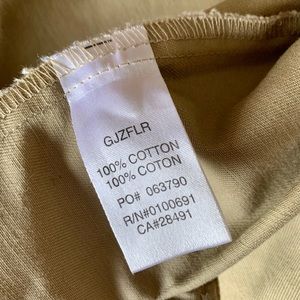 GJZFLR
100% COTTON
100% COTON
PO# 063790
R/N#0100691
CA#28491